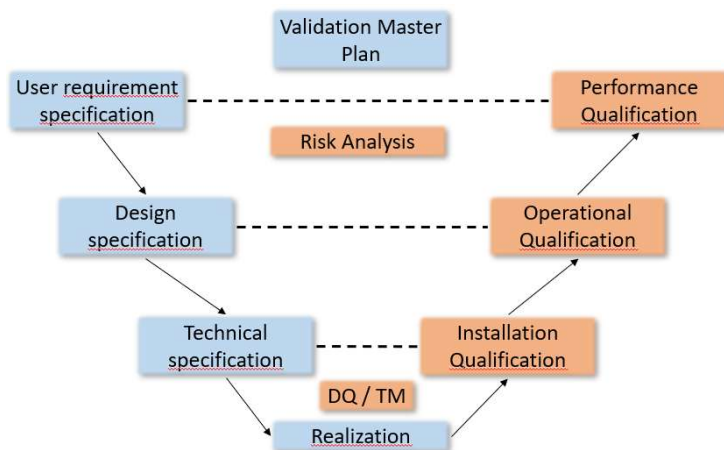 Validation Master
Plan
User requirement
specification
Performance
Qualification
Risk Analysis
Design
specification
Operational
Qualification
Technical
specification
Installation
Qualification
DQ / TM
Realization